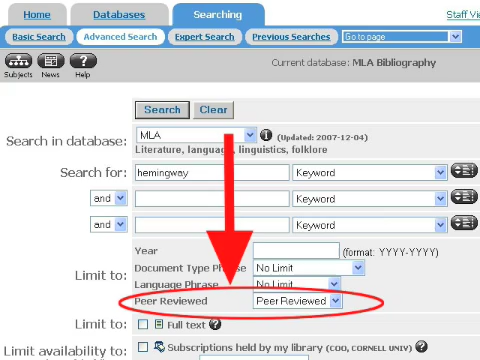 Home Databases Searching Staff Vi
Basic Search Advanced Search Expert Search Previous Searches Go to page
Subjects News Help Current database: MLA Bibliography
Search Clear
Search in database: MLA (Updated: 2007-12-04)
Literature, language, linguistics, folklore
Search for: hemingway Keyword
and Keyword
and Keyword
Year (format: YYYY-YYYY)
Limit to: Document Type Phrase No Limit
Language Phrase No Limit
Peer Reviewed Peer Reviewed
Limit to: Full text
Limit availability to: Subscriptions held by my library (COO, CORNELL UNIV)